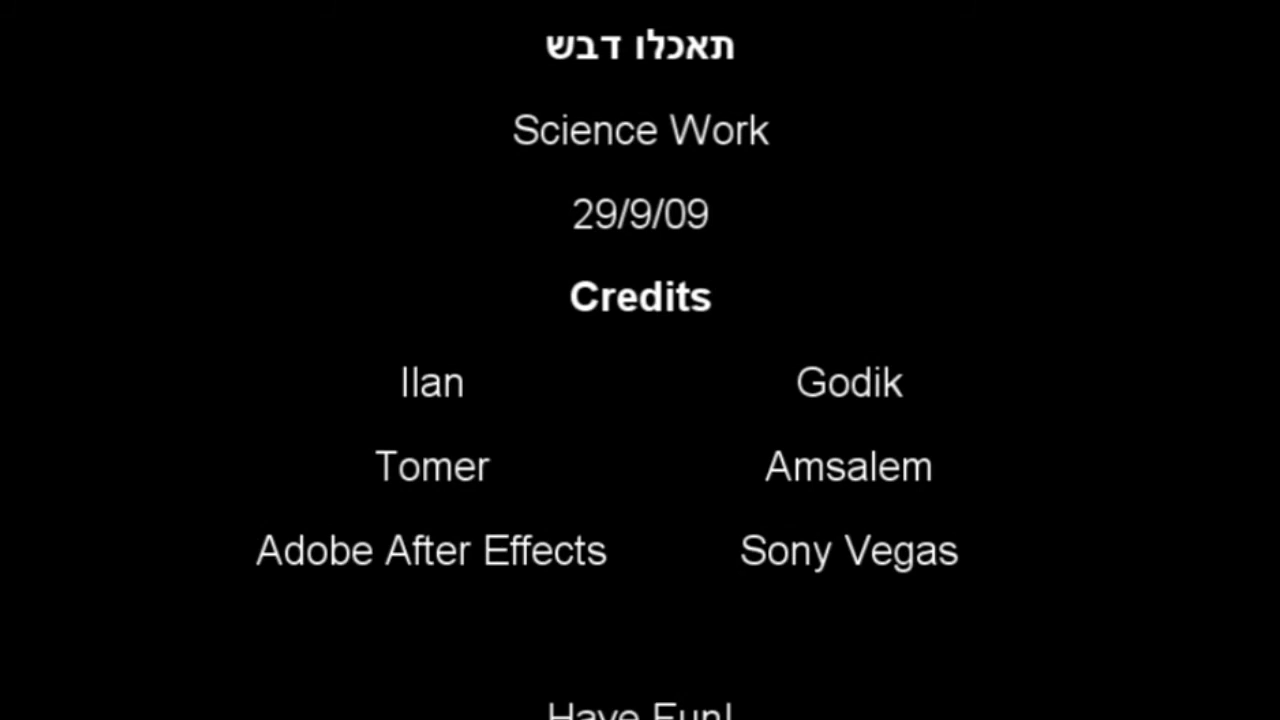 תאכלו דבש
Science Work
29/9/09
Credits
Ilan Godik
Tomer Amsalem
Adobe After Effects Sony Vegas
Have Fun!